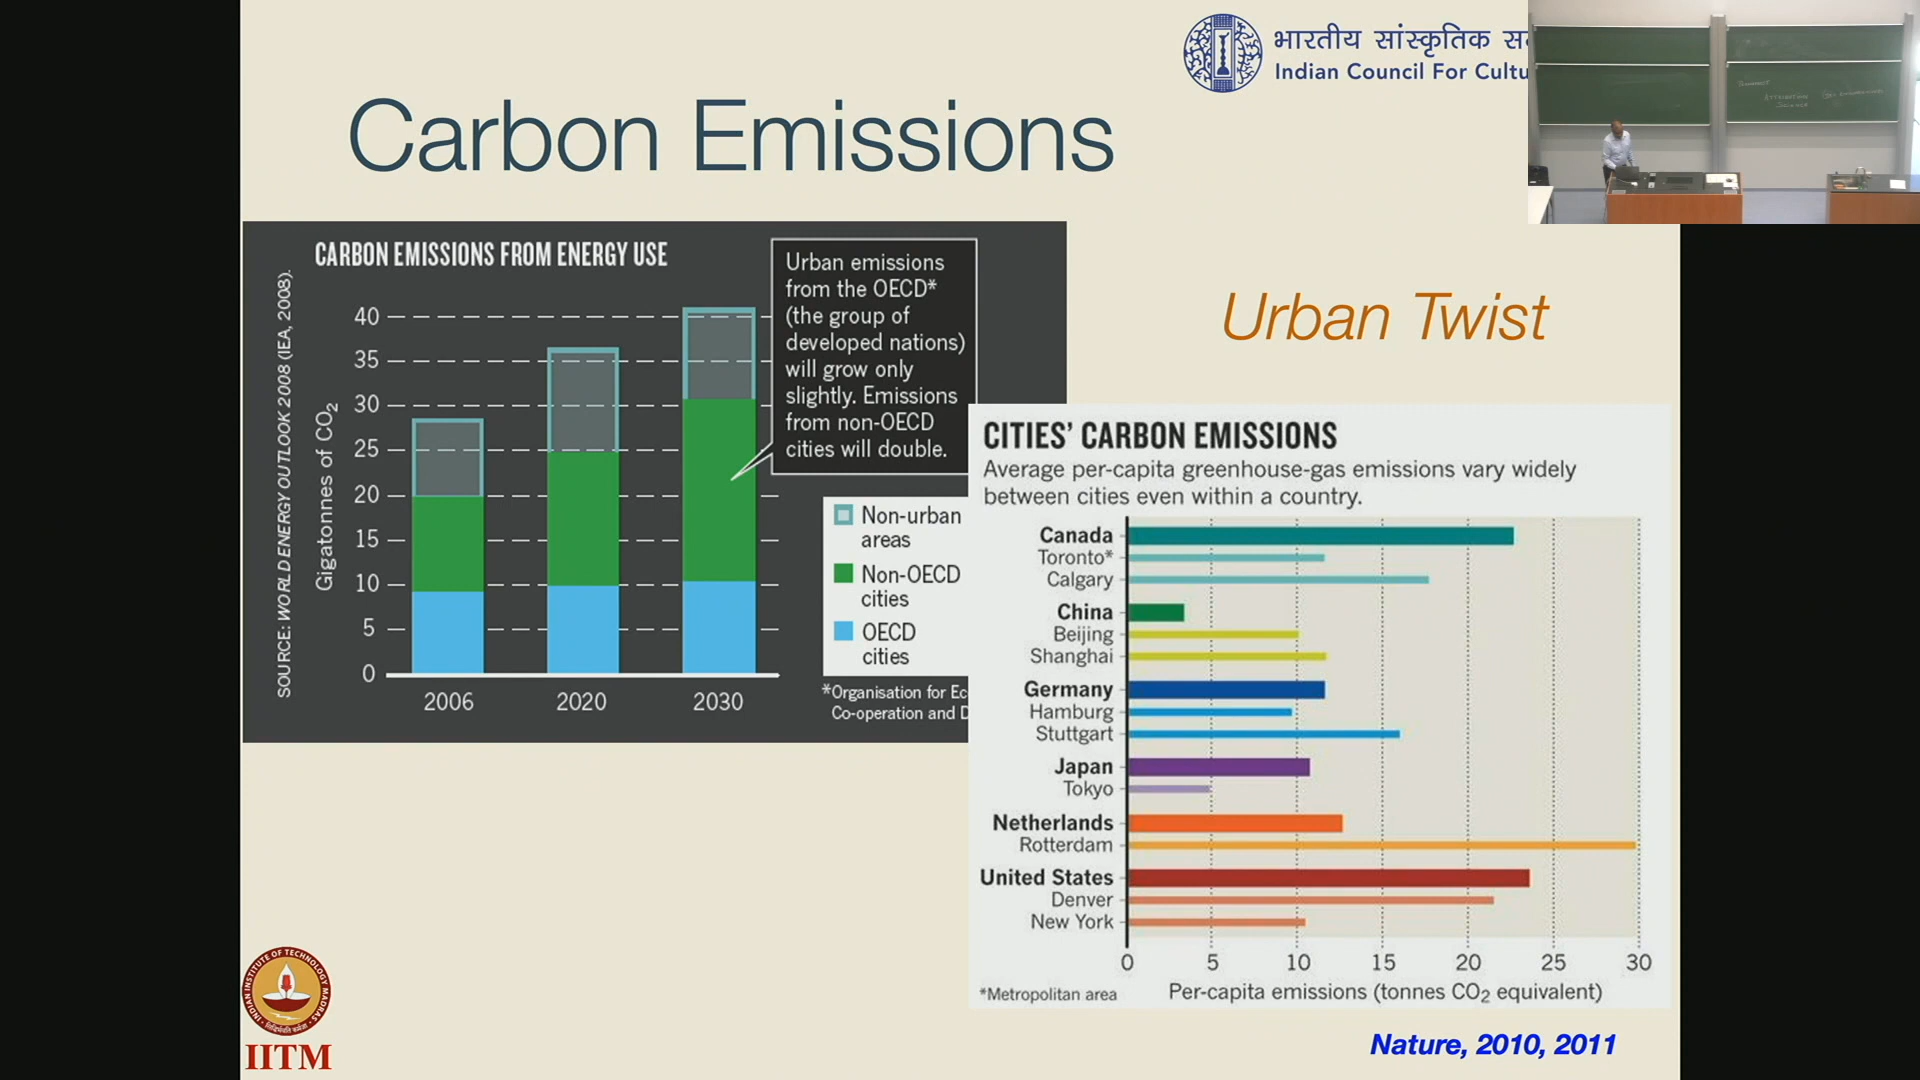 भारतीय सांस्कृतिक
Indian Council For
Carbon Emissions
CARBON EMISSIONS FROM ENERGY USE
SOURCE: WORLD ENERGY OUTLOOK 2008 (IEA, 2008).
Gigatonnes of CO2
40
35
30
25
20
15
10
5
0
2006 2020 2030
Urban emissions
from the OECD*
(the group of
developed nations)
will grow only
slightly. Emissions
from non-OECD
cities will double.
Non-urban
areas
Non-OECD
cities
OECD
cities
*Organisation for
Co-operation and
Urban Twist
CITIES' CARBON EMISSIONS
Average per-capita greenhouse-gas emissions vary widely
between cities even within a country.
Canada
Toronto*
Calgary
China
Beijing
Shanghai
Germany
Hamburg
Stuttgart
Japan
Tokyo
Netherlands
Rotterdam
United States
Denver
New York
0 5 10 15 20 25 30
*Metropolitan area
Per-capita emissions (tonnes CO2 equivalent)
Nature, 2010, 2011
INDIAN INSTITUTE OF TECHNOLOGY MADRAS
IITM